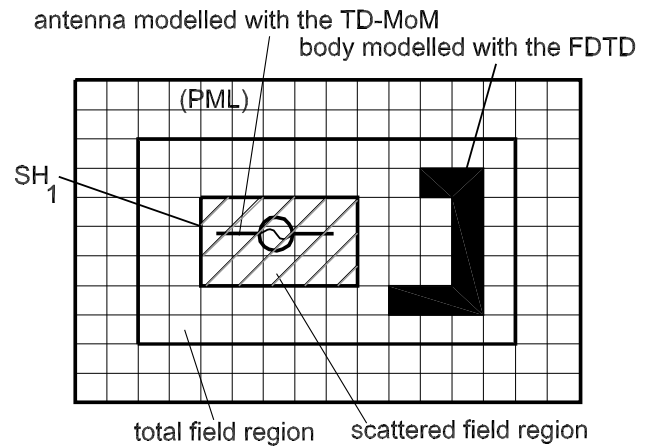 antenna modelled with the TD-MoM
body modelled with the FDTD
(PML)
SH1
total field region
scattered field region